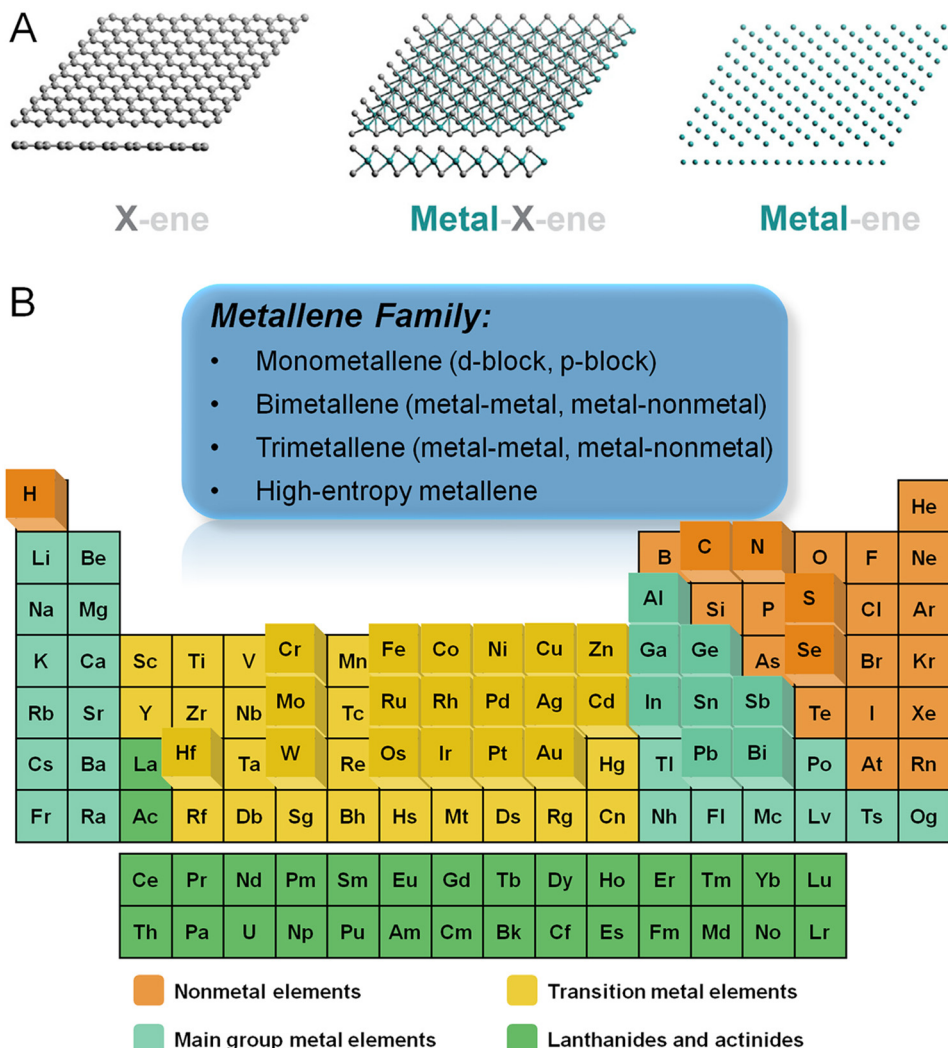 A
X-ene Metal-X-ene Metal-ene
B
Metallene Family:
• Monometallene (d-block, p-block)
• Bimetallene (metal-metal, metal-nonmetal)
• Trimetallene (metal-metal, metal-nonmetal)
• High-entropy metallene
H He
Li Be B C N O F Ne
Na Mg Al Si P S Cl Ar
K Ca Sc Ti V Cr Mn Fe Co Ni Cu Zn Ga Ge As Se Br Kr
Rb Sr Y Zr Nb Mo Tc Ru Rh Pd Ag Cd In Sn Sb Te I Xe
Cs Ba La Hf Ta W Re Os Ir Pt Au Hg Tl Pb Bi Po At Rn
Fr Ra Ac Rf Db Sg Bh Hs Mt Ds Rg Cn Nh Fl Mc Lv Ts Og
Ce Pr Nd Pm Sm Eu Gd Tb Dy Ho Er Tm Yb Lu
Th Pa U Np Pu Am Cm Bk Cf Es Fm Md No Lr
Nonmetal elements Transition metal elements
Main group metal elements Lanthanides and actinides